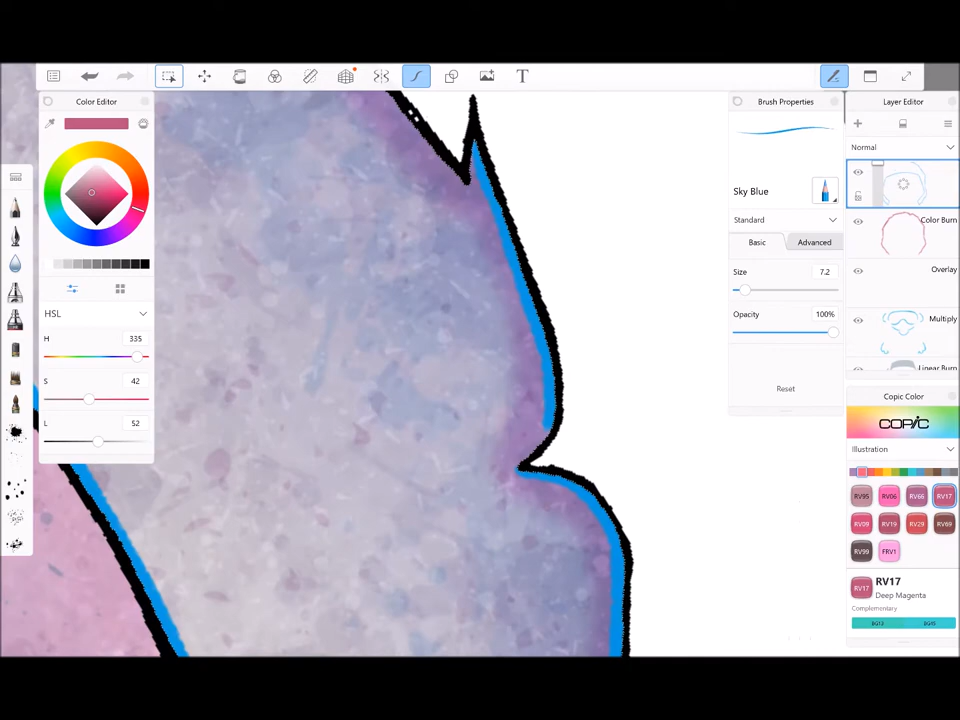 T
Color Editor
HSL
H 335
S 42
L 52
Brush Properties
Sky Blue
Standard
Basic Advanced
Size 7.2
Opacity 100%
Reset
Layer Editor
Normal
Color Burn
Overlay
Multiply
Linear Burn
Copic Color
COPIC
Illustration
RV95 RV06 RV66 RV17
RV09 RV19 RV29 RV69
RV99 FRV1
RV17 RV17
Deep Magenta
Complementary
BG13 BG45